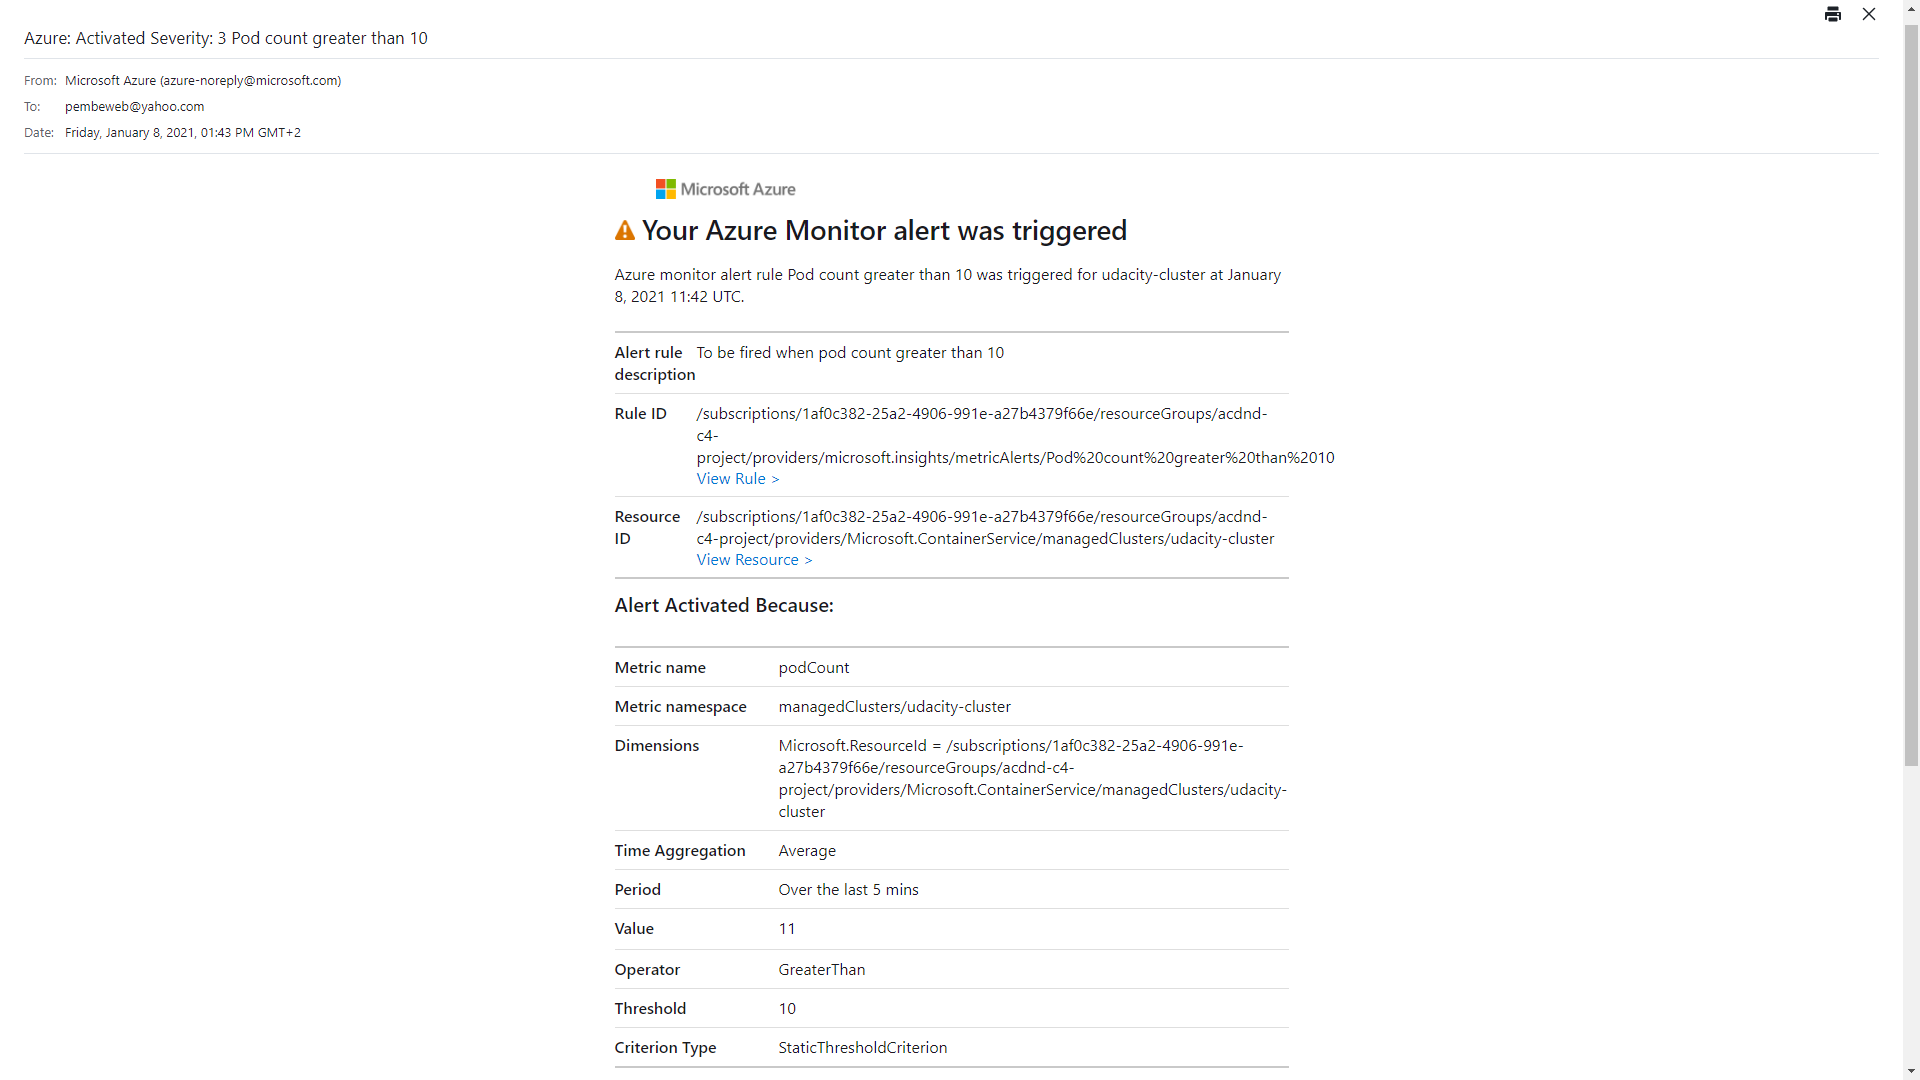 Azure: Activated Severity: 3 Pod count greater than 10
From: Microsoft Azure (azure-noreply@microsoft.com)
To: pembeweb@yahoo.com
Date: Friday, January 8, 2021, 01:43 PM GMT+2
Microsoft Azure
Your Azure Monitor alert was triggered
Azure monitor alert rule Pod count greater than 10 was triggered for udacity-cluster at January
8, 2021 11:42 UTC.
Alert rule To be fired when pod count greater than 10
description
Rule ID /subscriptions/1af0c382-25a2-4906-991e-a27b4379f66e/resourceGroups/acdnd-
c4-
project/providers/microsoft.insights/metricAlerts/Pod%20count%20greater%20than%2010
View Rule >
Resource /subscriptions/1af0c382-25a2-4906-991e-a27b4379f66e/resourceGroups/acdnd-
ID c4-project/providers/Microsoft.ContainerService/managedClusters/udacity-cluster
View Resource >
Alert Activated Because:
Metric name podCount
Metric namespace managedClusters/udacity-cluster
Dimensions Microsoft.ResourceId = /subscriptions/1af0c382-25a2-4906-991e-
a27b4379f66e/resourceGroups/acdnd-c4-
project/providers/Microsoft.ContainerService/managedClusters/udacity-
cluster
Time Aggregation Average
Period Over the last 5 mins
Value 11
Operator GreaterThan
Threshold 10
Criterion Type StaticThresholdCriterion